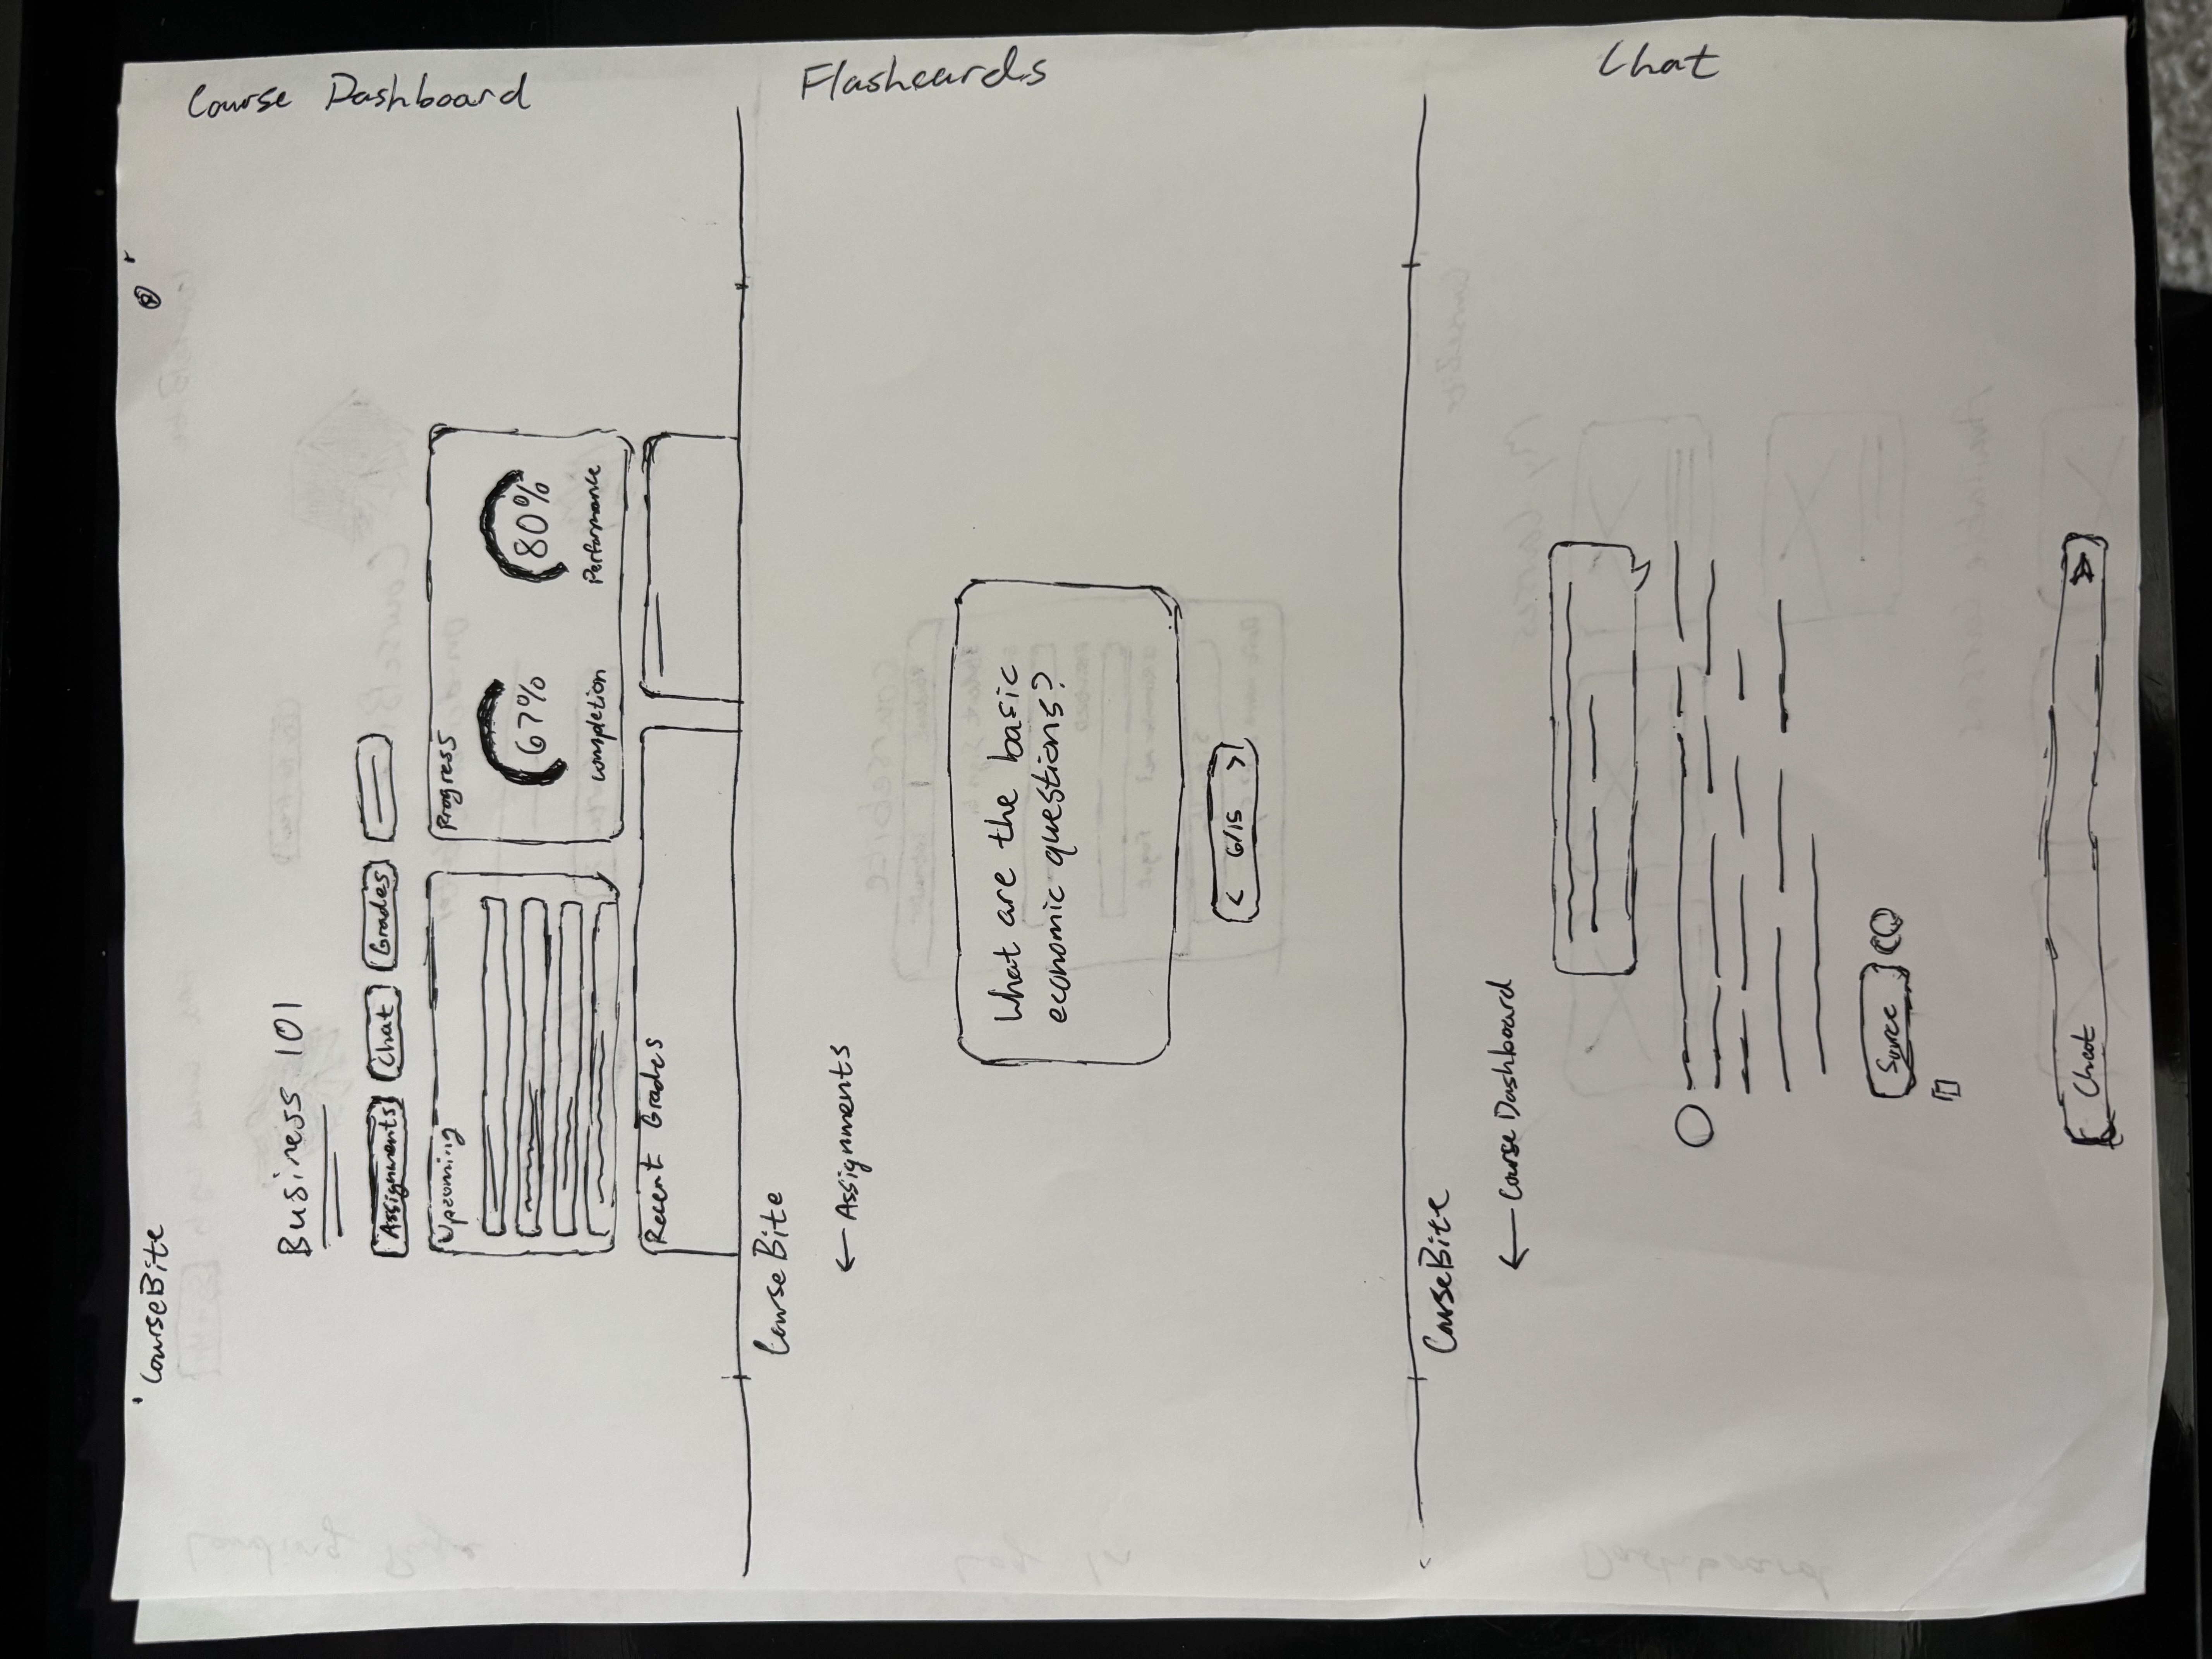 CourseBite
Course Dashboard
Business 101
Assignments Chat Grades
Upcoming
Progress
67% 80%
completion Performance
Recent Grades
CourseBite
Flashcards
← Assignments
What are the basic
economic questions?
< 6/15 >
CourseBite
← Course Dashboard
Chat
Source
Chat